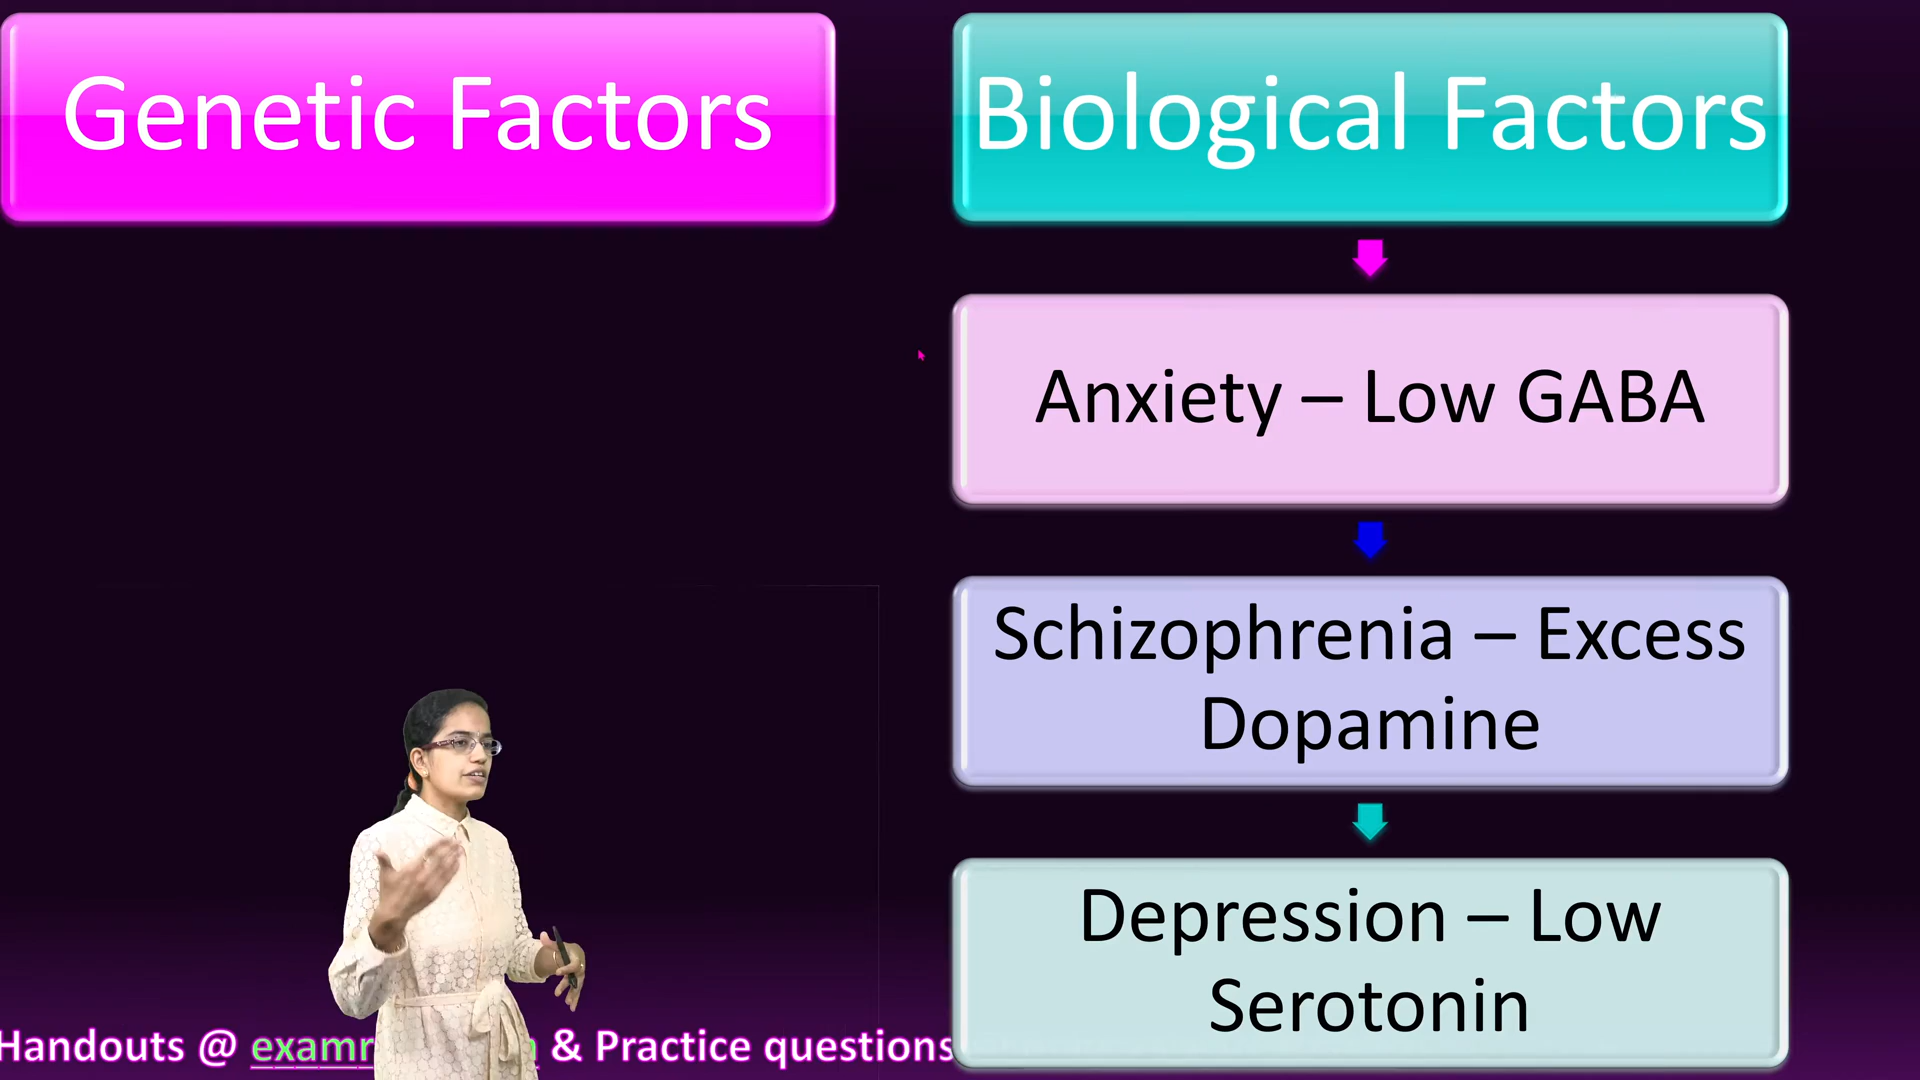 Genetic Factors
Biological Factors
Anxiety – Low GABA
Schizophrenia – Excess
Dopamine
Depression – Low
Serotonin
Handouts @ & Practice questions